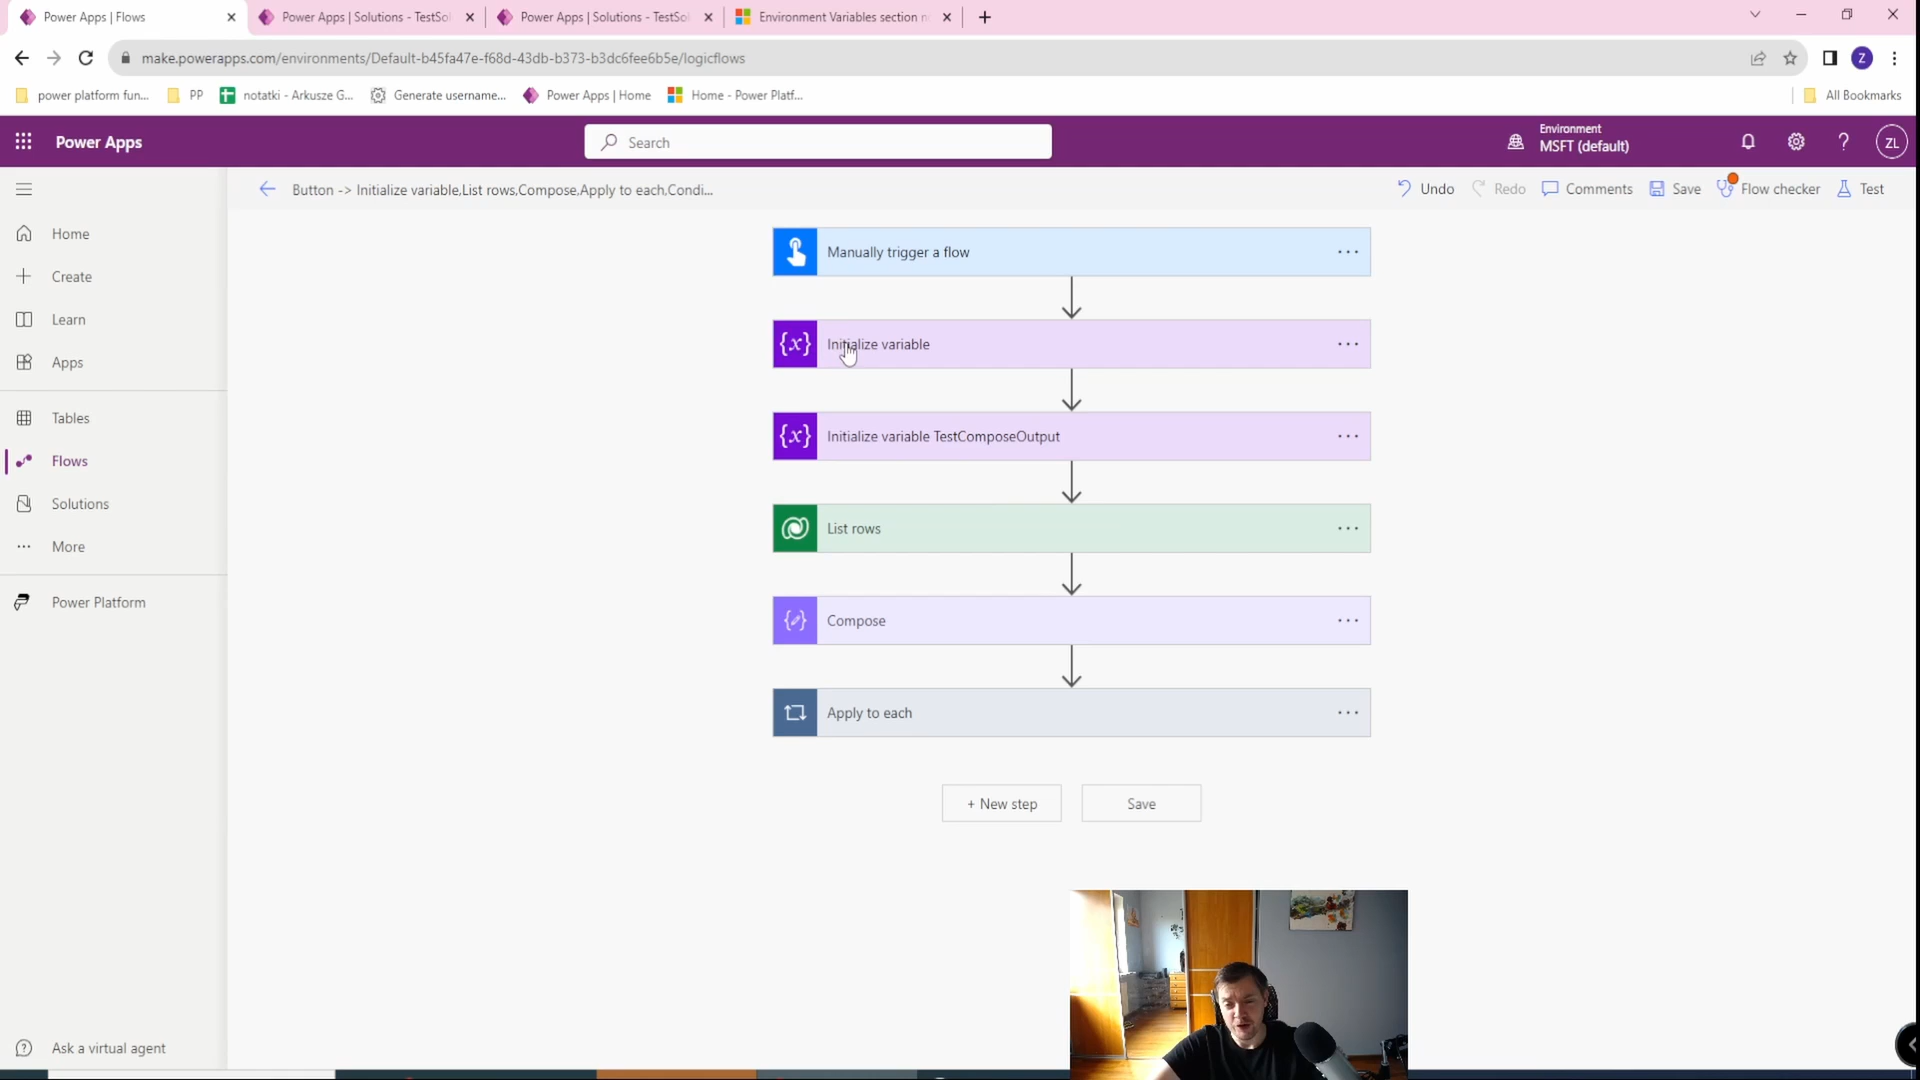 Power Apps | Flows
Power Apps | Solutions - TestSol
Power Apps | Solutions - TestSol
Environment Variables section n
make.powerapps.com/environments/Default-b45fa47e-f68d-43db-b373-b3dc6fee6b5e/logicflows
Z
power platform fun...
PP
notatki - Arkusze G...
Generate username...
Power Apps | Home
Home - Power Platf...
All Bookmarks
Power Apps
Search
Environment
MSFT (default)
ZL
Button -> Initialize variable,List rows,Compose,Apply to each,Condi...
Undo
Redo
Comments
Save
Flow checker
Test
Home
Create
Learn
Apps
Tables
Flows
Solutions
More
Power Platform
Ask a virtual agent
Manually trigger a flow
Initialize variable
Initialize variable TestComposeOutput
List rows
Compose
Apply to each
+ New step
Save